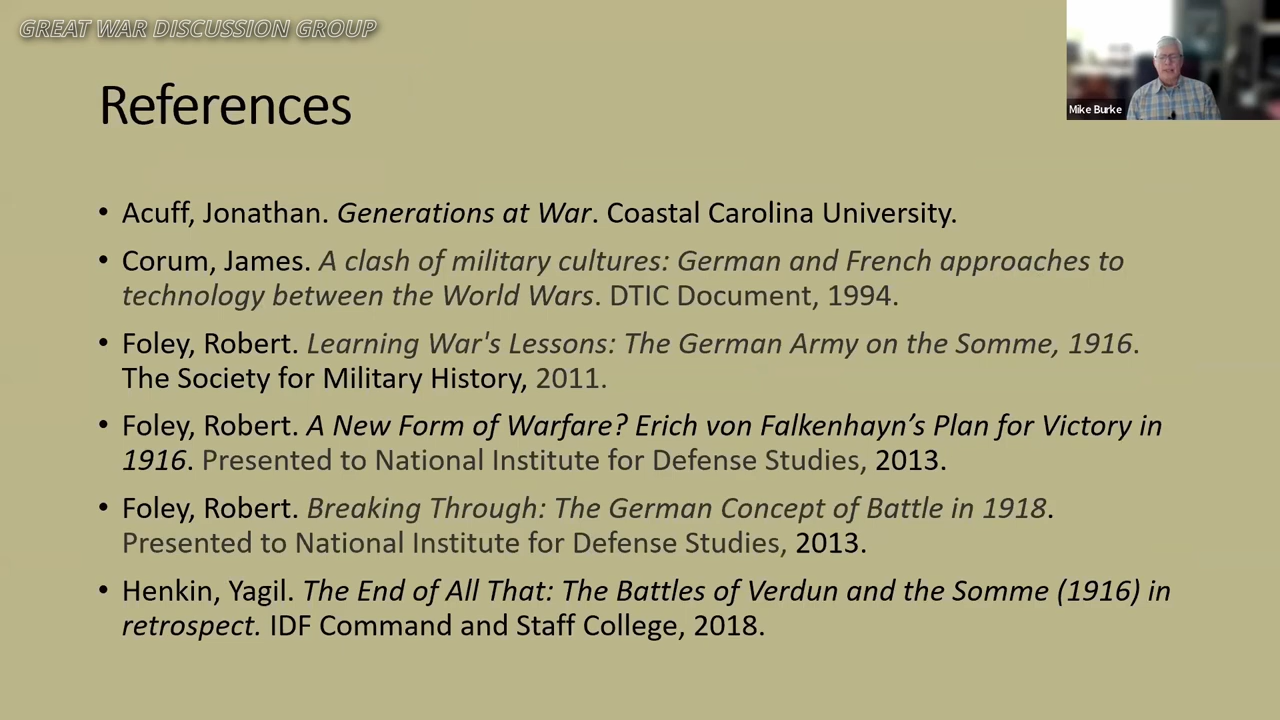 GREAT WAR DISCUSSION GROUP
Mike Burke
References
• Acuff, Jonathan. Generations at War. Coastal Carolina University.
• Corum, James. A clash of military cultures: German and French approaches to
technology between the World Wars. DTIC Document, 1994.
• Foley, Robert. Learning War's Lessons: The German Army on the Somme, 1916.
The Society for Military History, 2011.
• Foley, Robert. A New Form of Warfare? Erich von Falkenhayn’s Plan for Victory in
1916. Presented to National Institute for Defense Studies, 2013.
• Foley, Robert. Breaking Through: The German Concept of Battle in 1918.
Presented to National Institute for Defense Studies, 2013.
• Henkin, Yagil. The End of All That: The Battles of Verdun and the Somme (1916) in
retrospect. IDF Command and Staff College, 2018.